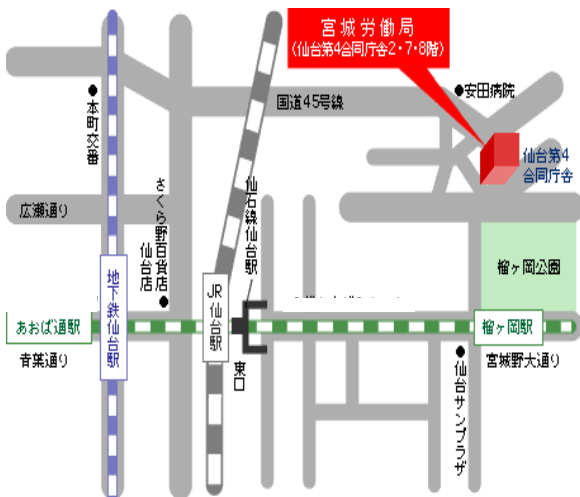 宮城労働局
(仙台第4合同庁舎2・7・8階)
本町交番
国道45号線
安田病院
仙台第4
合同庁舎
広瀬通り
さくら野百貨店
仙台店
仙石線仙台駅
榴ヶ岡公園
地下鉄仙台駅
JR
仙台駅
あおば通駅
榴ヶ岡駅
青葉通り
東口
仙台サンプラザ
宮城野大通り